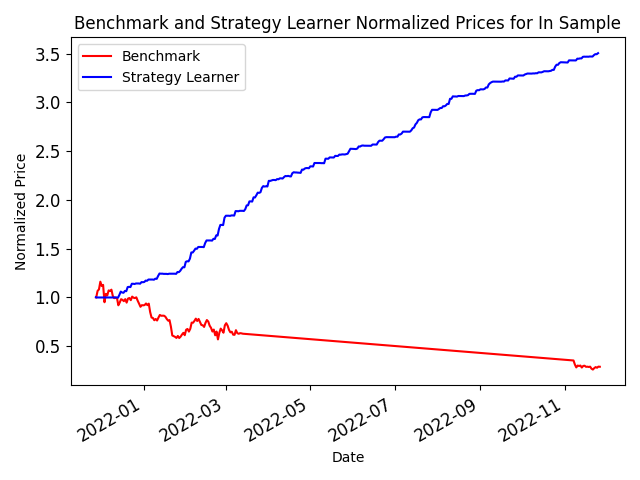 Benchmark and Strategy Learner Normalized Prices for In Sample
Benchmark
Strategy Learner
Normalized Price
3.5
3.0
2.5
2.0
1.5
1.0
0.5
2022-01
2022-03
2022-05
2022-07
2022-09
2022-11
Date